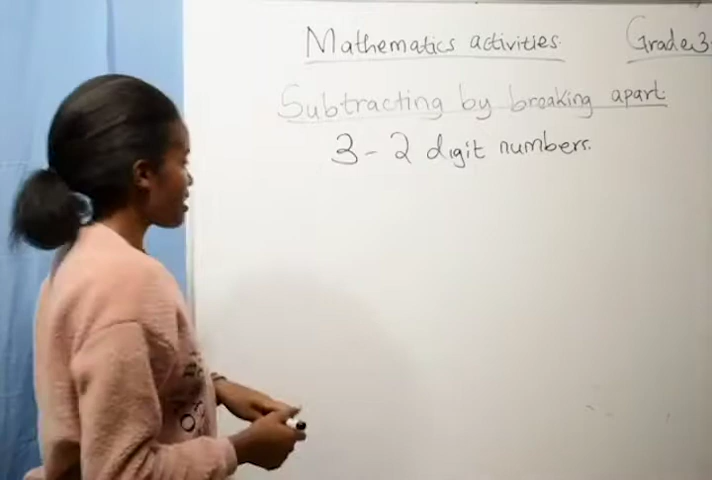 Mathematics activities. Grade 3.
Subtracting by breaking apart.
3-2 digit numbers.